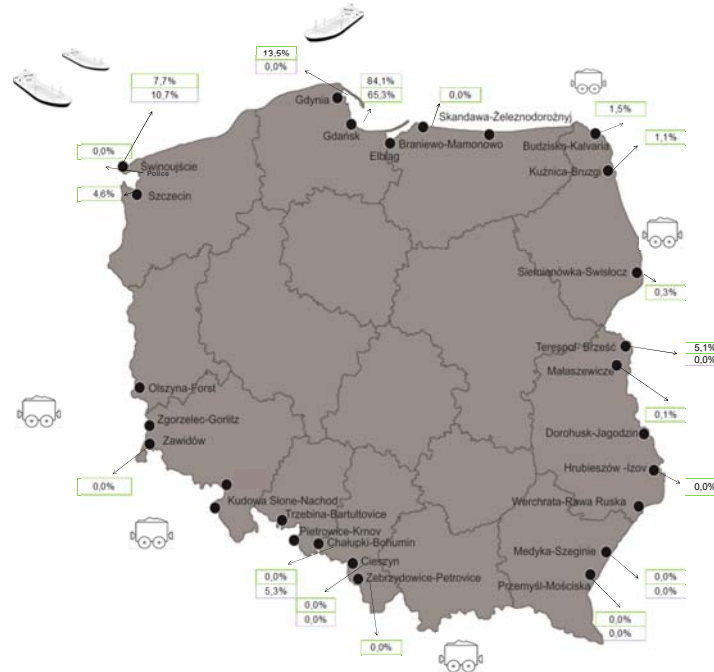 13,5%
0,0%
84,1%
65,3%
7,7%
10,7%
0,0%
Skandawa-Żeleznodorożnyj
1,5%
Gdynia
Gdańsk
Elbląg
Braniewo-Mamonowo
Budzisko-Kalvaria
1,1%
0,0%
Świnoujście
Police
Kuźnica-Bruzgi
4,6%
Szczecin
Siemianówka-Swisłocz
0,3%
Terespol- Brześć
5,1%
0,0%
Małaszewicze
Olszyna-Forst
0,1%
Zgorzelec-Gorlitz
Zawidów
Dorohusk-Jagodzin
Hrubieszów -Izov
0,0%
0,0%
Kudowa Słone-Nachod
Werchrata-Rawa Ruska
Trzebina-Bartultovice
Pietrowice-Krnov
Chałupki-Bohumin
Medyka-Szeginie
Cieszyn
Zebrzydowice-Petrovice
Przemyśl-Mościska
0,0%
5,3%
0,0%
0,0%
0,0%
0,0%
0,0%
0,0%
0,0%